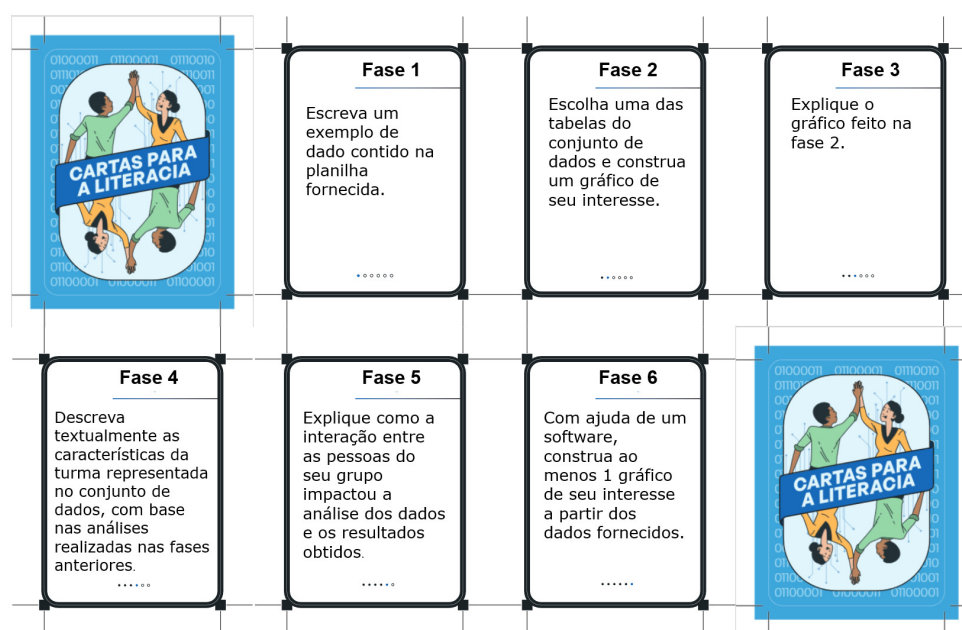 01000011 01100001 01110010
CARTAS PARA
A LITERACIA
Fase 1
Escreva um
exemplo de
dado contido na
planilha
fornecida.
Fase 2
Escolha uma das
tabelas do
conjunto de
dados e construa
um gráfico de
seu interesse.
Fase 3
Explique o
gráfico feito na
fase 2.
Fase 4
Descreva
textualmente as
características da
turma representada
no conjunto de
dados, com base
nas análises
realizadas nas fases
anteriores.
Fase 5
Explique como a
interação entre
as pessoas do
seu grupo
impactou a
análise dos dados
e os resultados
obtidos.
Fase 6
Com ajuda de um
software,
construa ao
menos 1 gráfico
de seu interesse
a partir dos
dados fornecidos.
CARTAS PARA
A LITERACIA